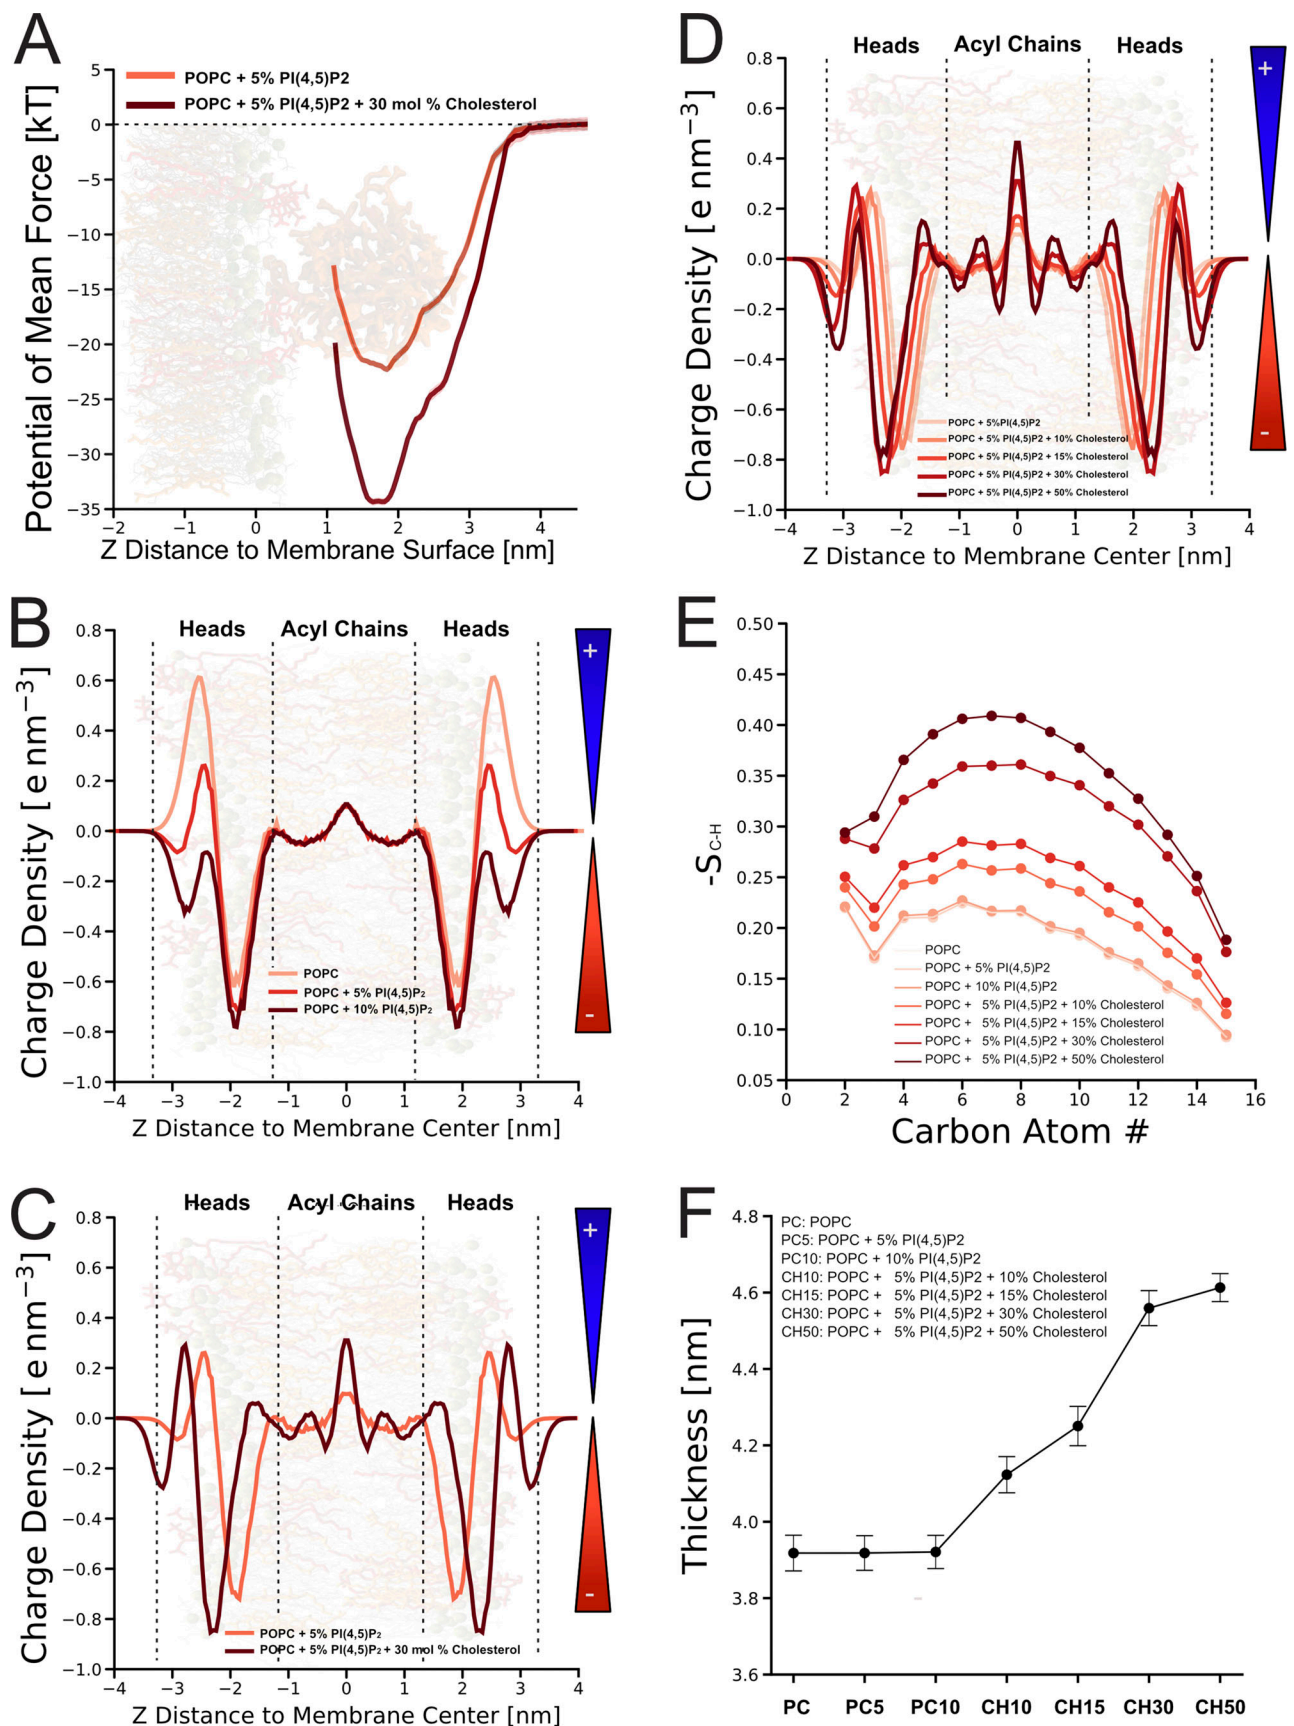 A
POPC + 5% PI(4,5)P2
POPC + 5% PI(4,5)P2 + 30 mol % Cholesterol
Potential of Mean Force [kT]
5
0
−5
−10
−15
−20
−25
−30
−35
−2 −1 0 1 2 3 4
Z Distance to Membrane Surface [nm]
B
Heads Acyl Chains Heads
Charge Density [e nm−3]
0.8
0.6
0.4
0.2
0.0
−0.2
−0.4
−0.6
−0.8
−1.0
POPC
POPC + 5% PI(4,5)P2
POPC + 10% PI(4,5)P2
+
-
−4 −3 −2 −1 0 1 2 3 4
Z Distance to Membrane Center [nm]
C
Heads Acyl Chains Heads
Charge Density [e nm−3]
0.8
0.6
0.4
0.2
0.0
−0.2
−0.4
−0.6
−0.8
−1.0
POPC + 5% PI(4,5)P2
POPC + 5% PI(4,5)P2 + 30 mol % Cholesterol
+
-
−4 −3 −2 −1 0 1 2 3 4
Z Distance to Membrane Center [nm]
D
Heads Acyl Chains Heads
Charge Density [e nm−3]
0.8
0.6
0.4
0.2
0.0
−0.2
−0.4
−0.6
−0.8
−1.0
POPC + 5%PI(4,5)P2
POPC + 5% PI(4,5)P2 + 10% Cholesterol
POPC + 5% PI(4,5)P2 + 15% Cholesterol
POPC + 5% PI(4,5)P2 + 30% Cholesterol
POPC + 5% PI(4,5)P2 + 50% Cholesterol
+
-
−4 −3 −2 −1 0 1 2 3 4
Z Distance to Membrane Center [nm]
E
-SC-H
0.50
0.45
0.40
0.35
0.30
0.25
0.20
0.15
0.10
0.05
POPC
POPC + 5% PI(4,5)P2
POPC + 10% PI(4,5)P2
POPC + 5% PI(4,5)P2 + 10% Cholesterol
POPC + 5% PI(4,5)P2 + 15% Cholesterol
POPC + 5% PI(4,5)P2 + 30% Cholesterol
POPC + 5% PI(4,5)P2 + 50% Cholesterol
0 2 4 6 8 10 12 14 16
Carbon Atom #
F
Thickness [nm]
4.8
4.6
4.4
4.2
4.0
3.8
3.6
PC: POPC
PC5: POPC + 5% PI(4,5)P2
PC10: POPC + 10% PI(4,5)P2
CH10: POPC + 5% PI(4,5)P2 + 10% Cholesterol
CH15: POPC + 5% PI(4,5)P2 + 15% Cholesterol
CH30: POPC + 5% PI(4,5)P2 + 30% Cholesterol
CH50: POPC + 5% PI(4,5)P2 + 50% Cholesterol
PC PC5 PC10 CH10 CH15 CH30 CH50